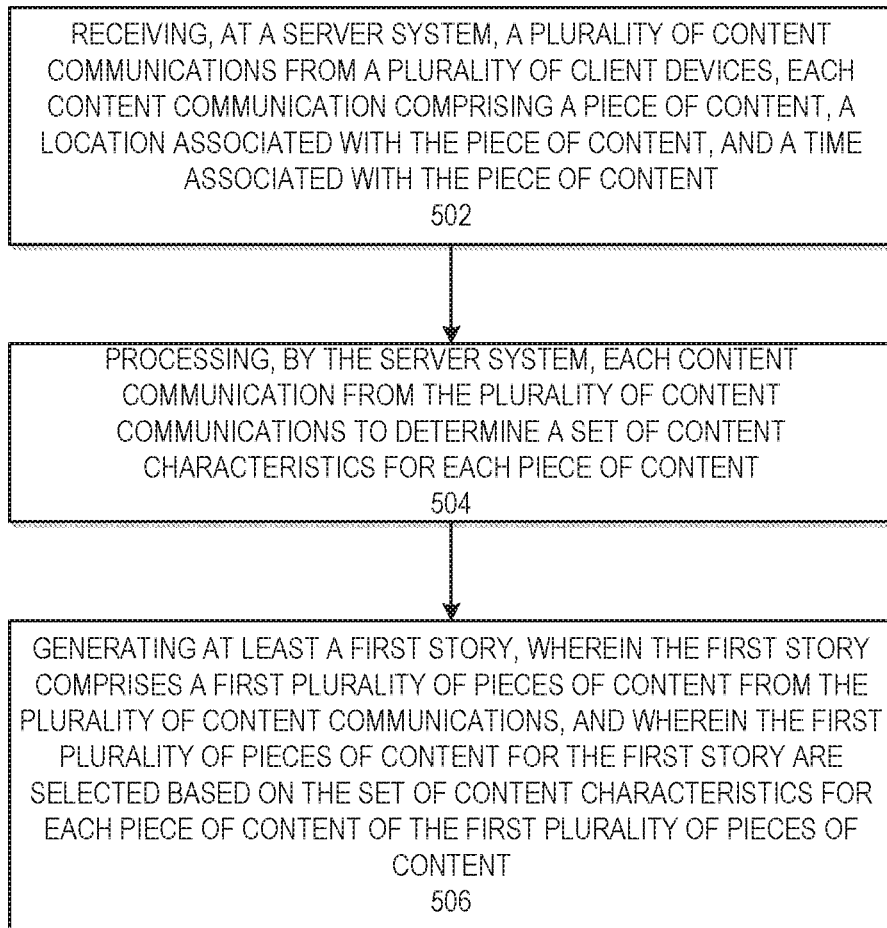 RECEIVING, AT A SERVER SYSTEM, A PLURALITY OF CONTENT
COMMUNICATIONS FROM A PLURALITY OF CLIENT DEVICES, EACH
CONTENT COMMUNICATION COMPRISING A PIECE OF CONTENT, A
LOCATION ASSOCIATED WITH THE PIECE OF CONTENT, AND A TIME
ASSOCIATED WITH THE PIECE OF CONTENT
502
PROCESSING, BY THE SERVER SYSTEM, EACH CONTENT
COMMUNICATION FROM THE PLURALITY OF CONTENT
COMMUNICATIONS TO DETERMINE A SET OF CONTENT
CHARACTERISTICS FOR EACH PIECE OF CONTENT
504
GENERATING AT LEAST A FIRST STORY, WHEREIN THE FIRST STORY
COMPRISES A FIRST PLURALITY OF PIECES OF CONTENT FROM THE
PLURALITY OF CONTENT COMMUNICATIONS, AND WHEREIN THE FIRST
PLURALITY OF PIECES OF CONTENT FOR THE FIRST STORY ARE
SELECTED BASED ON THE SET OF CONTENT CHARACTERISTICS FOR
EACH PIECE OF CONTENT OF THE FIRST PLURALITY OF PIECES OF
CONTENT
506